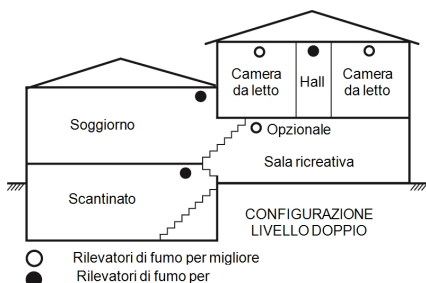 Camera
da letto
Hall
Camera
da letto
Soggiorno
Opzionale
Sala ricreativa
Scantinato
CONFIGURAZIONE
LIVELLO DOPPIO
Rilevatori di fumo per migliore
Rilevatori di fumo per